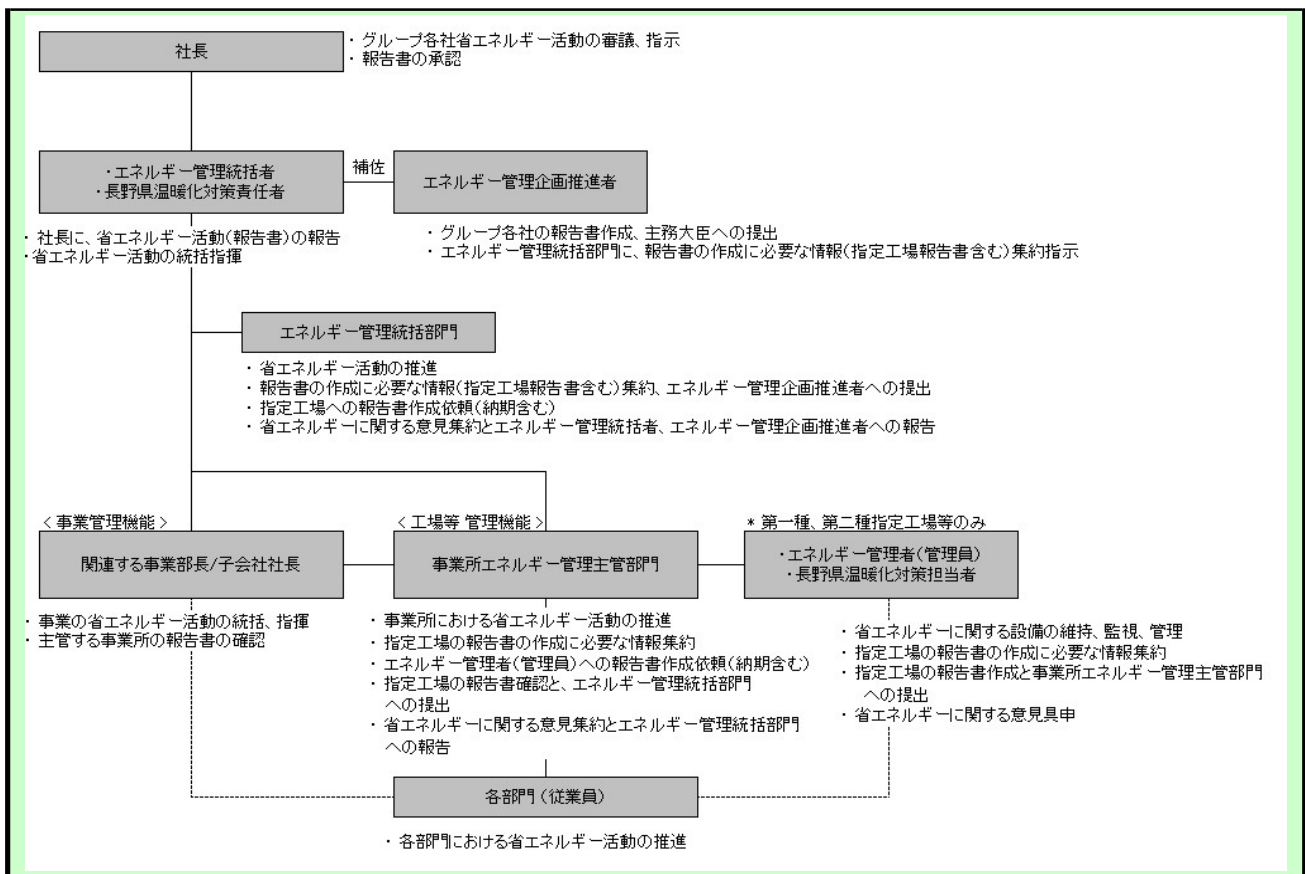 社長
・ グループ各社省エネルギー活動の審議、指示
・ 報告書の承認
・エネルギー管理統括者
・長野県温暖化対策責任者
補佐
エネルギー管理企画推進者
・ 社長に、省エネルギー活動(報告書)の報告
・省エネルギー活動の統括指揮
・ グループ各社の報告書作成、主務大臣への提出
・ エネルギー管理統括部門に、報告書の作成に必要な情報(指定工場報告書含む)集約指示
エネルギー管理統括部門
・ 省エネルギー活動の推進
・ 報告書の作成に必要な情報(指定工場報告書含む)集約、エネルギー管理企画推進者への提出
・ 指定工場への報告書作成依頼(納期含む)
・ 省エネルギーに関する意見集約とエネルギー管理統括者、エネルギー管理企画推進者への報告
< 事業管理機能 >
関連する事業部長/子会社社長
・ 事業の省エネルギー活動の統括、指揮
・ 主管する事業所の報告書の確認
< 工場等 管理機能 >
事業所エネルギー管理主管部門
・ 事業所における省エネルギー活動の推進
・ 指定工場の報告書の作成に必要な情報集約
・ エネルギー管理者(管理員)への報告書作成依頼(納期含む)
・ 指定工場の報告書確認と、エネルギー管理統括部門
への提出
・ 省エネルギーに関する意見集約とエネルギー管理統括部門
への報告
* 第一種、第二種指定工場等のみ
・エネルギー管理者(管理員)
・長野県温暖化対策担当者
・ 省エネルギーに関する設備の維持、監視、管理
・ 指定工場の報告書の作成に必要な情報集約
・ 指定工場の報告書作成と事業所エネルギー管理主管部門
への提出
・ 省エネルギーに関する意見具申
各部門(従業員)
・ 各部門における省エネルギー活動の推進